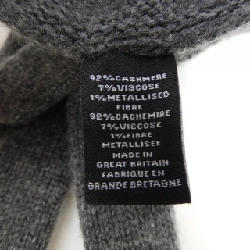 92%CASHMERE
7%VISCOSE
1%METALLISED
FIBRE
92%CACHEMIRE
7%VISCOSE
1%FIBRE
METALLISEE
MADE IN
GREAT BRITAIN
FABRIQUE EN
GRANDE BRETAGNE